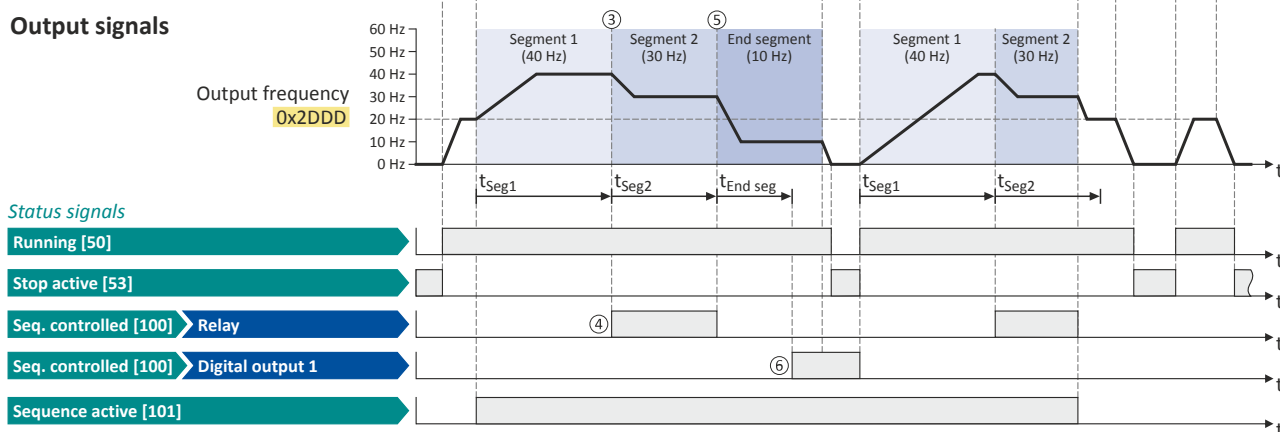 Output signals
③ ⑤
60 Hz
50 Hz
40 Hz
30 Hz
20 Hz
10 Hz
0 Hz
Segment 1
(40 Hz)
Segment 2
(30 Hz)
End segment
(10 Hz)
Segment 1
(40 Hz)
Segment 2
(30 Hz)
Output frequency
0x2DDD
t
tSeg1 tSeg2 tEnd seg tSeg1 tSeg2
Status signals
Running [50] t
Stop active [53] t
Seq. controlled [100] Relay ④ t
Seq. controlled [100] Digital output 1 ⑥ t
Sequence active [101] t